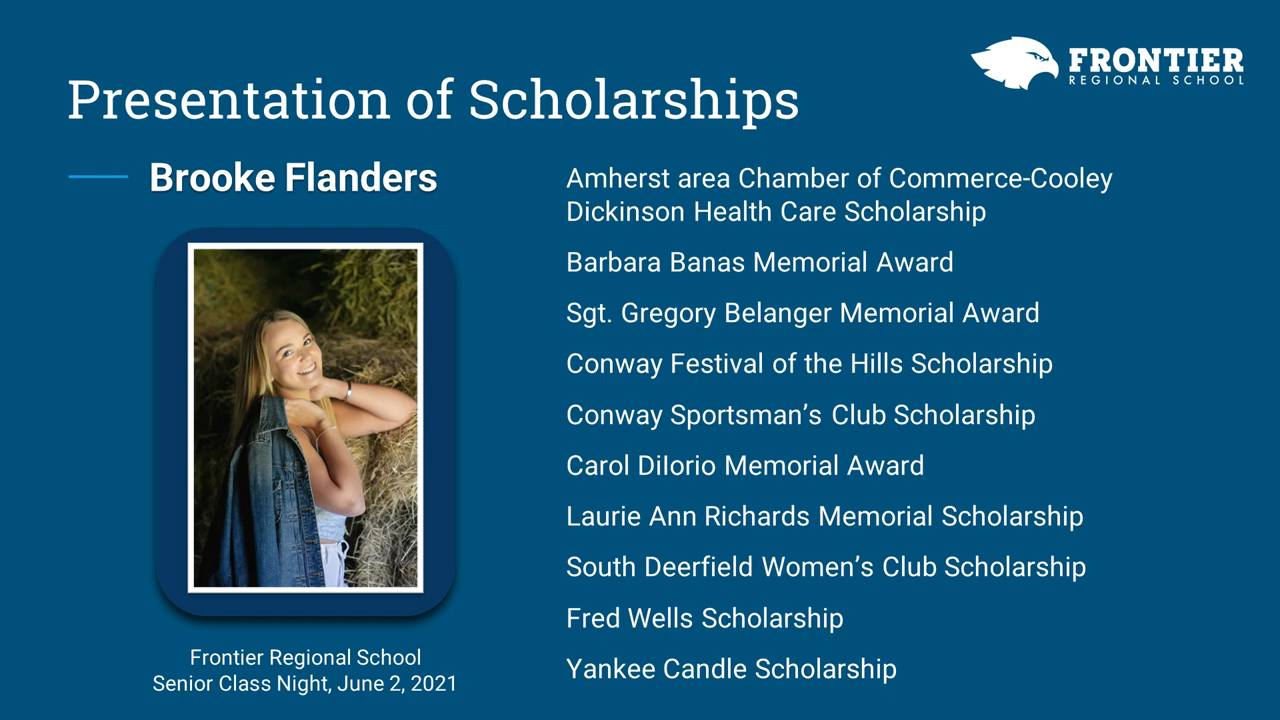 FRONTIER
REGIONAL SCHOOL
Presentation of Scholarships
Brooke Flanders
Amherst area Chamber of Commerce-Cooley
Dickinson Health Care Scholarship
Barbara Banas Memorial Award
Sgt. Gregory Belanger Memorial Award
Conway Festival of the Hills Scholarship
Conway Sportsman’s Club Scholarship
Carol DiIorio Memorial Award
Laurie Ann Richards Memorial Scholarship
South Deerfield Women’s Club Scholarship
Fred Wells Scholarship
Yankee Candle Scholarship
Frontier Regional School
Senior Class Night, June 2, 2021